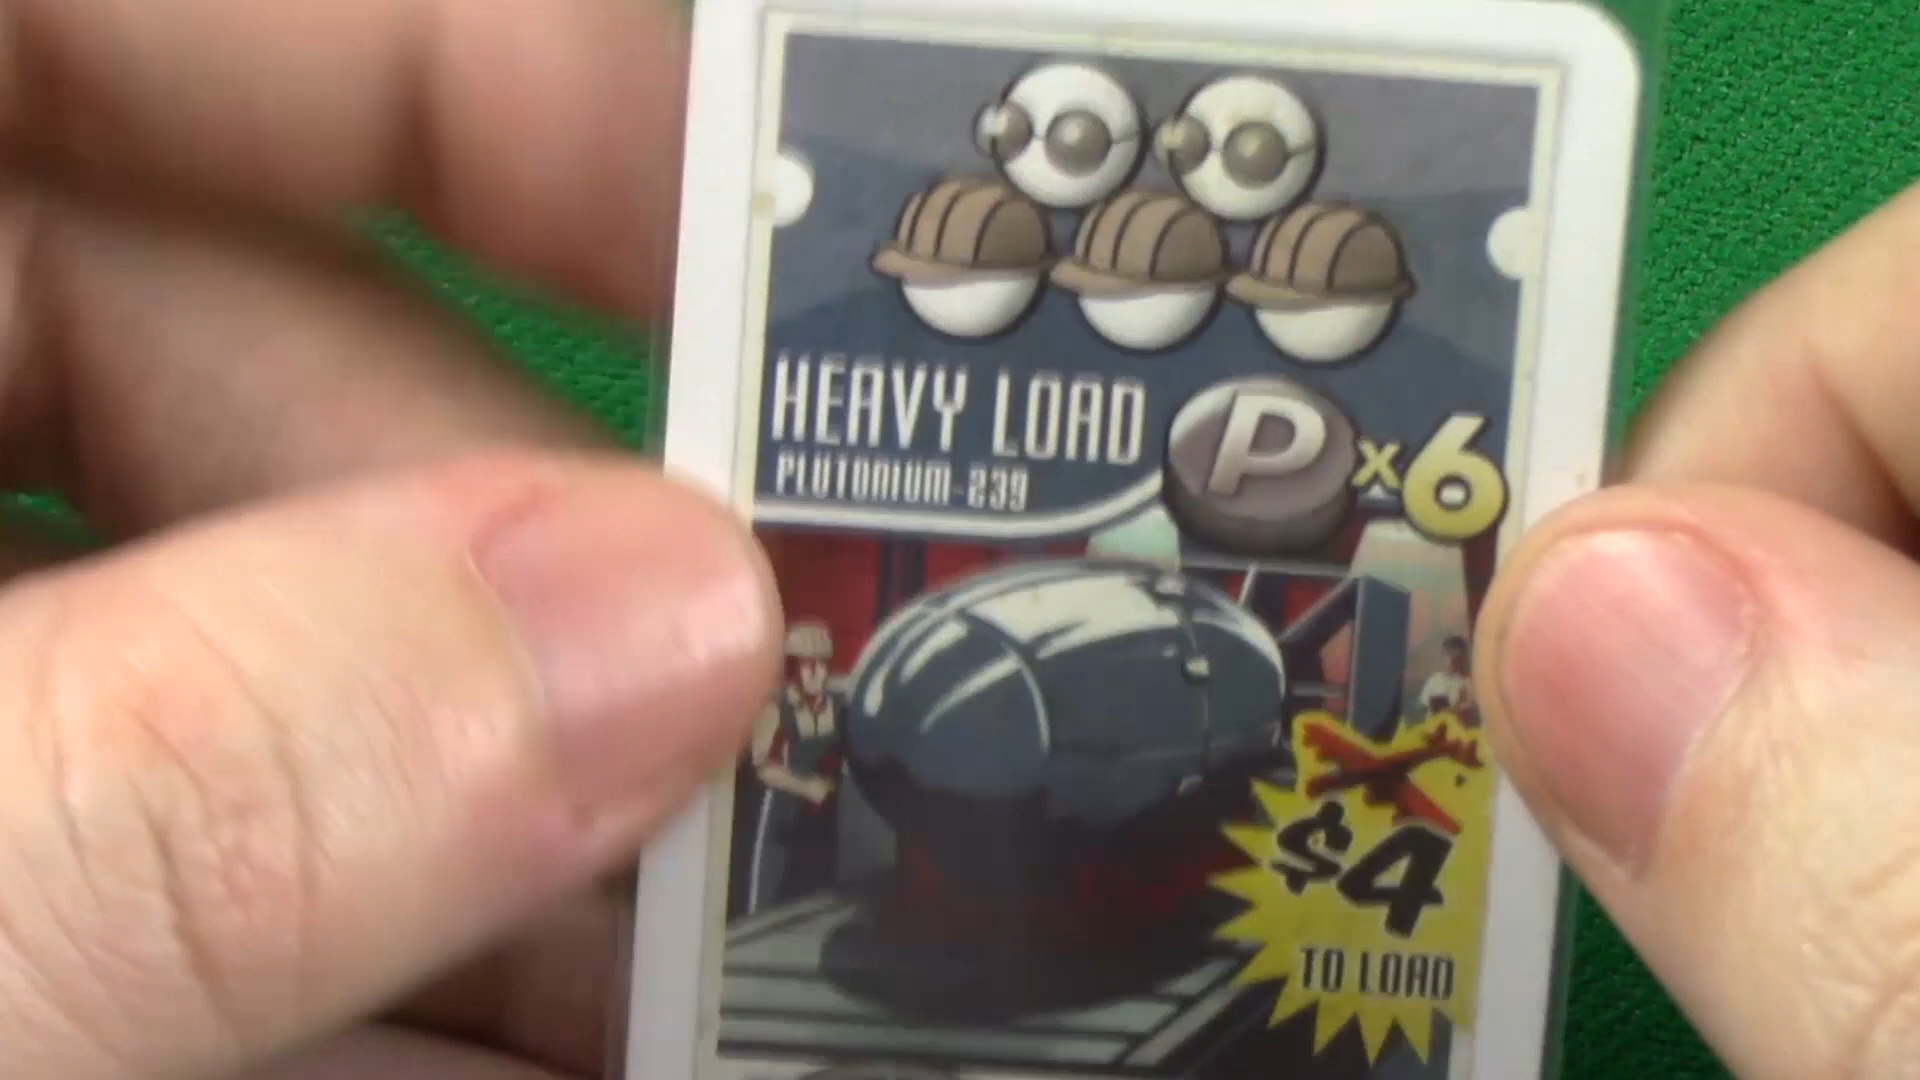 HEAVY LOAD
PLUTONIUM-239
P x6
$4
TO LOAD